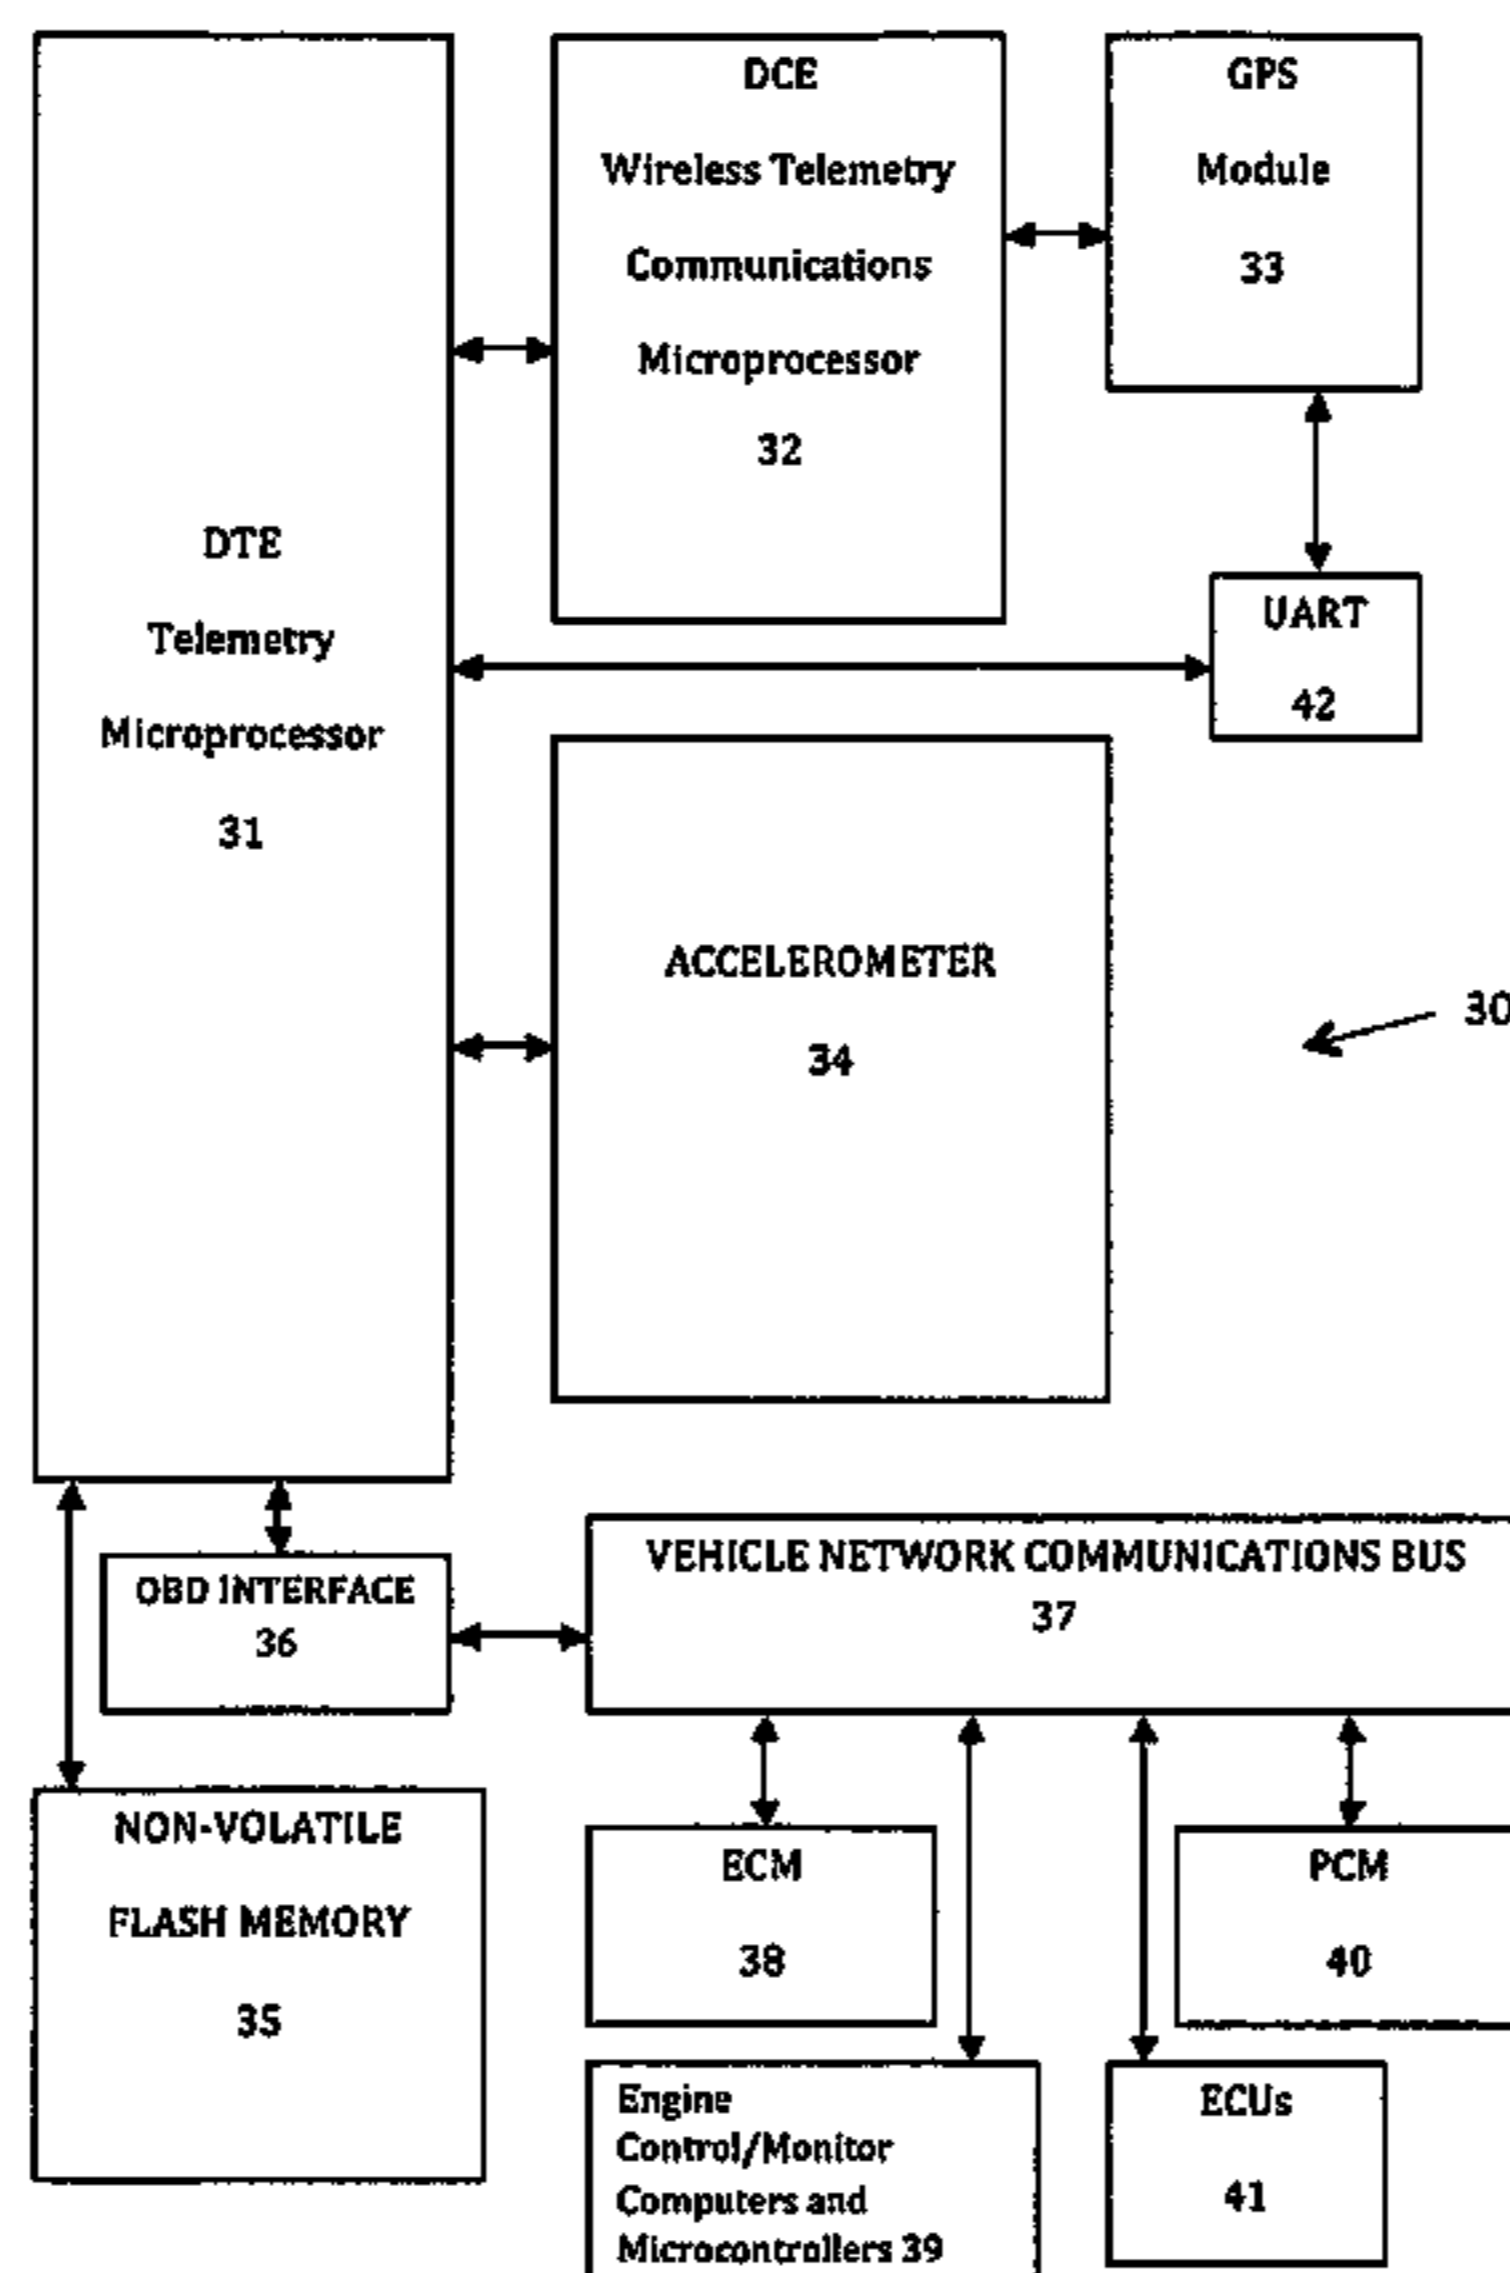 DCE
Wireless Telemetry
Communications
Microprocessor
32
GPS
Module
33
DTE
Telemetry
Microprocessor
31
UART
42
ACCELEROMETER
34
30
OBD INTERFACE
36
VEHICLE NETWORK COMMUNICATIONS BUS
37
NON-VOLATILE
FLASH MEMORY
35
ECM
38
PCM
40
Engine
Control/Monitor
Computers and
Microcontrollers 39
ECUs
41